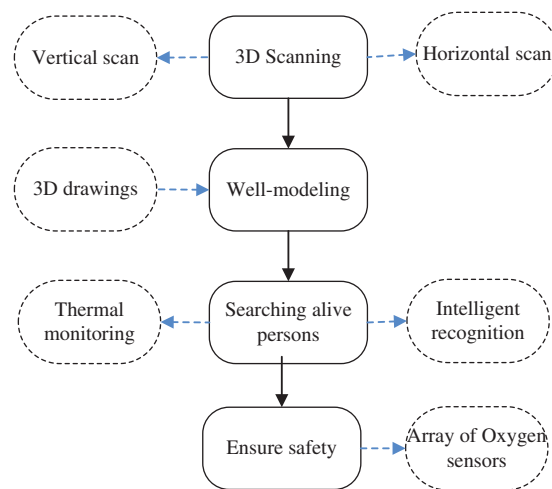 Vertical scan
3D Scanning
Horizontal scan
3D drawings
Well-modeling
Thermal
monitoring
Searching alive
persons
Intelligent
recognition
Ensure safety
Array of Oxygen
sensors